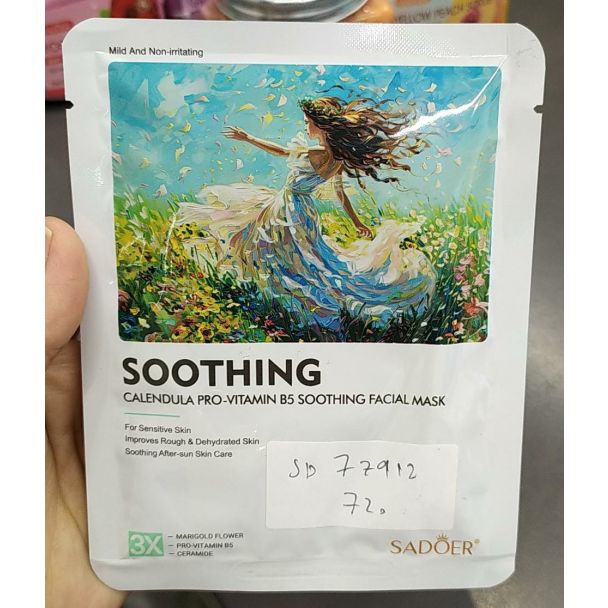 Mild And Non-irritating
SOOTHING
CALENDULA PRO-VITAMIN B5 SOOTHING FACIAL MASK
For Sensitive Skin
Improves Rough & Dehydrated Skin
Soothing After-sun Skin Care
SD 77912
72.
3X
– MARIGOLD FLOWER
– PRO-VITAMIN B5
– CERAMIDE
SADOER®